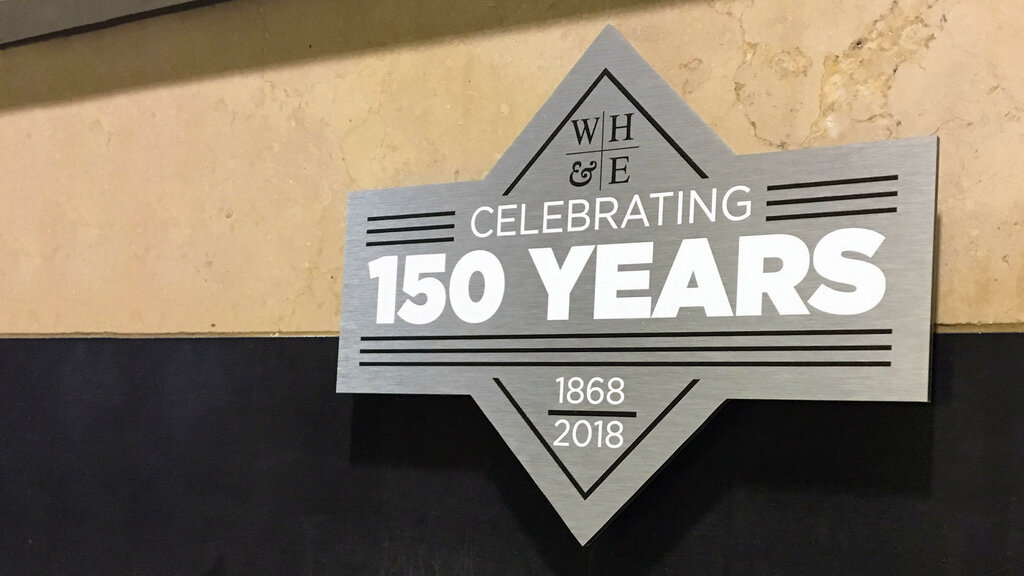 W H
& E
CELEBRATING
150 YEARS
1868
2018